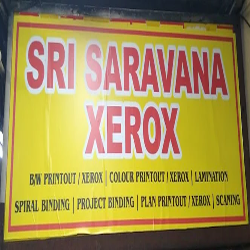 SRI SARAVANA
XEROX
B/W PRINTOUT / XEROX | COLOUR PRINTOUT / XEROX | LAMINATION
SPIRAL BINDING | PROJECT BINDING | PLAN PRINTOUT / XEROX | SCANING